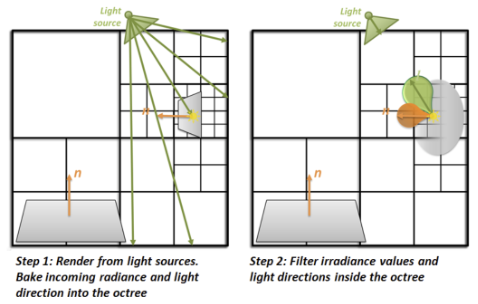 Light
source
Light
source
n
n
n
n
Step 1: Render from light sources.
Bake incoming radiance and light
direction into the octree
Step 2: Filter irradiance values and
light directions inside the octree